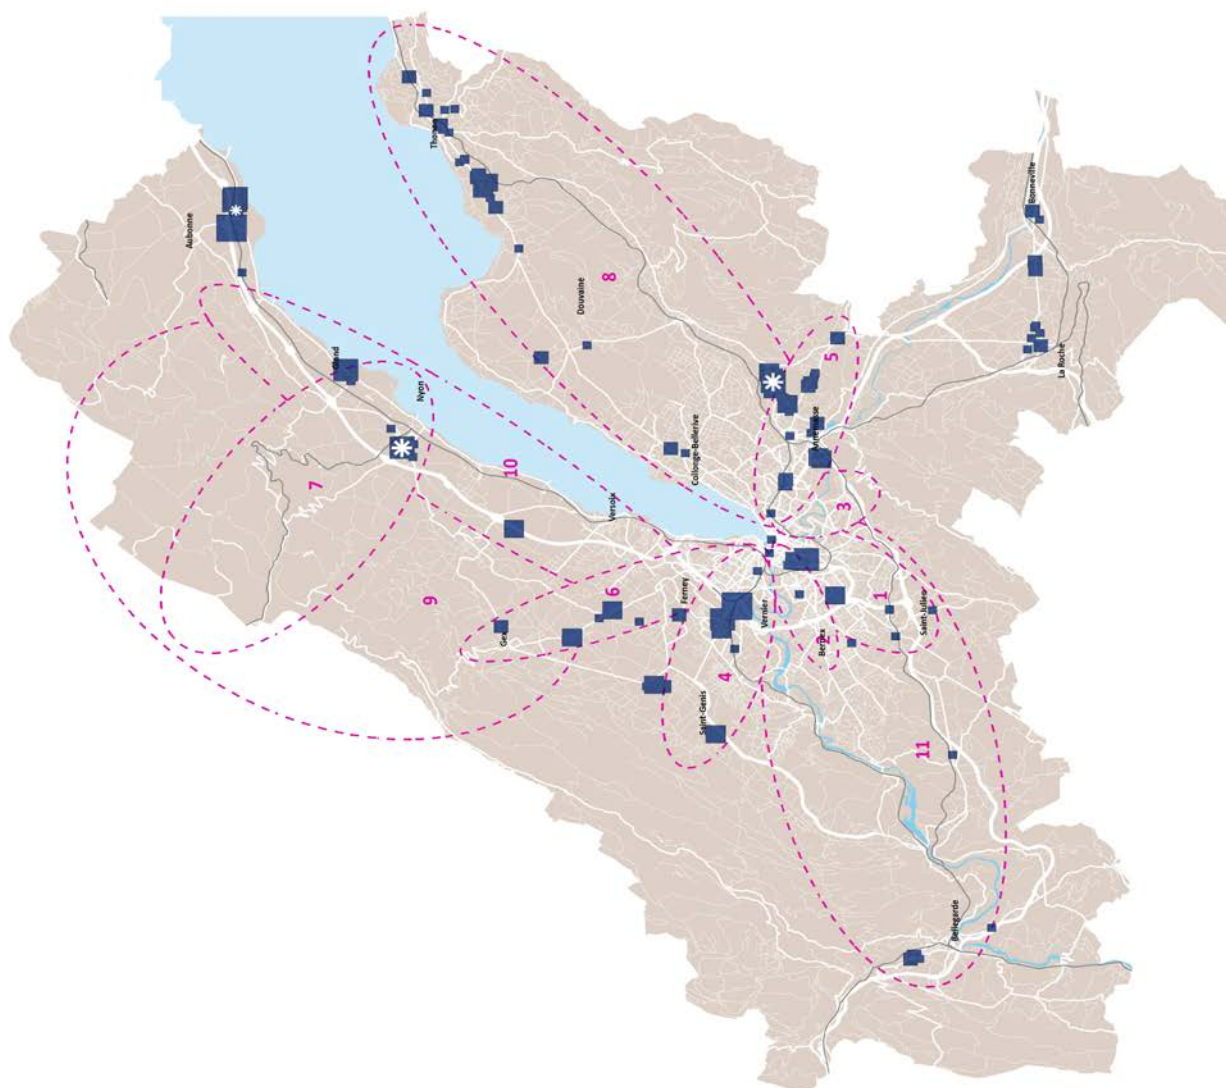 Thonon
Aubonne
Bonneville
8
Douvaine
Gland
Nyon
5
La Roche
7
10
Annemasse
Collonge-Bellerive
Versoix
3
9
6
Ferney
Gex
Vernier
1
Saint-Julien
Bernex
2
4
Saint-Genis
11
Bellegarde